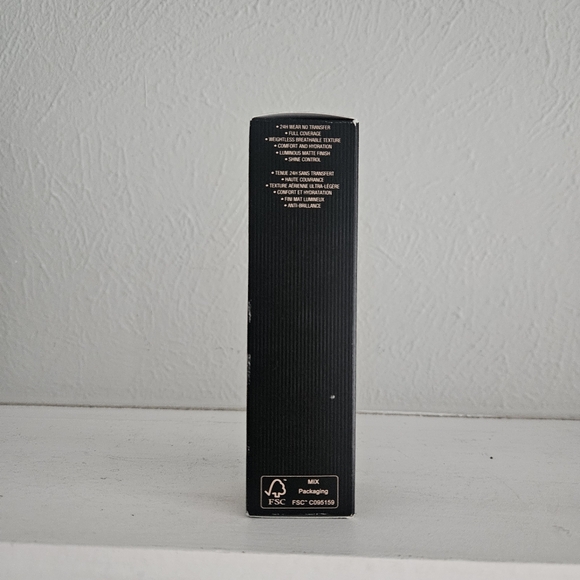 • 24H WEAR NO TRANSFER
• FULL COVERAGE
• WEIGHTLESS BREATHABLE TEXTURE
• COMFORT AND HYDRATION
• LUMINOUS MATTE FINISH
• SHINE CONTROL
• TENUE 24H SANS TRANSFERT
• HAUTE COUVRANCE
• TEXTURE AÉRIENNE ULTRA-LÉGÈRE
• CONFORT ET HYDRATATION
• FINI MAT LUMINEUX
• ANTI-BRILLANCE
MIX
Packaging
FSC® C095159
FSC